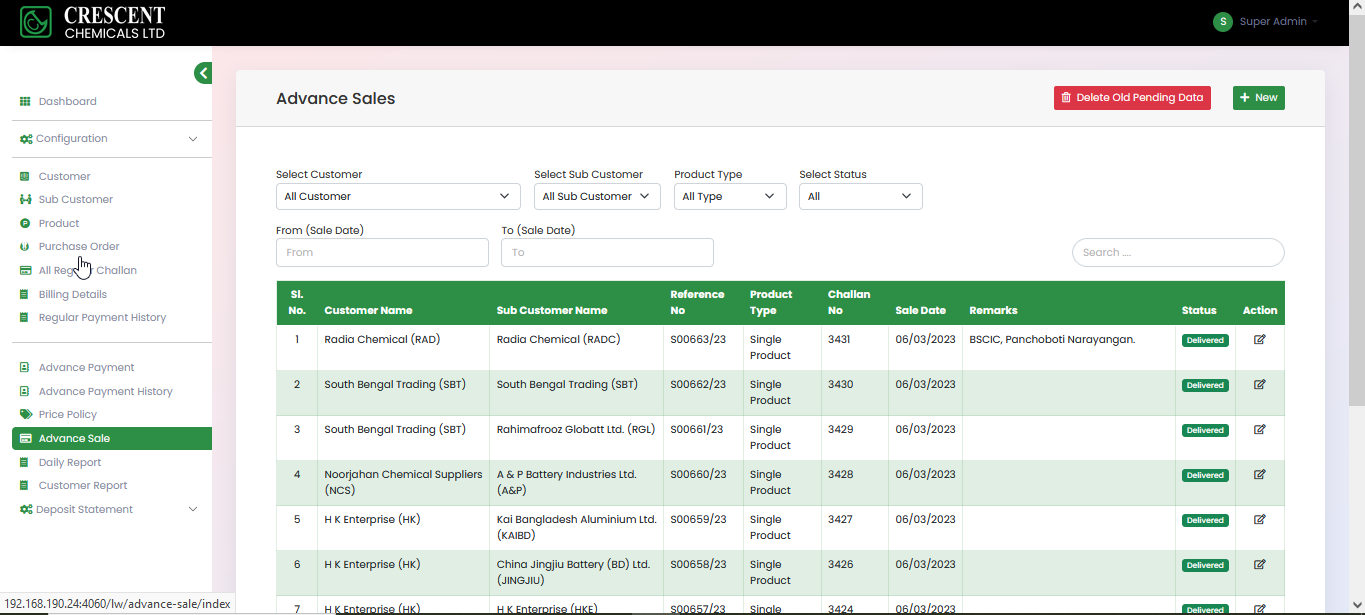 CRESCENT
CHEMICALS LTD
S Super Admin
Dashboard
Configuration
Customer
Sub Customer
Product
Purchase Order
All Regular Challan
Billing Details
Regular Payment History
Advance Payment
Advance Payment History
Price Policy
Advance Sale
Daily Report
Customer Report
Deposit Statement
192.168.190.24:4060/lw/advance-sale/index
Advance Sales
Delete Old Pending Data
+ New
Select Customer Select Sub Customer Product Type Select Status
All Customer All Sub Customer All Type All
From (Sale Date) To (Sale Date)
From To Search ....
Sl. Reference Product Challan
No. Customer Name Sub Customer Name No Type No Sale Date Remarks Status Action
1 Radia Chemical (RAD) Radia Chemical (RADC) S00663/23 Single 3431 06/03/2023 BSCIC, Panchoboti Narayangan. Delivered
Product
2 South Bengal Trading (SBT) South Bengal Trading (SBT) S00662/23 Single 3430 06/03/2023 Delivered
Product
3 South Bengal Trading (SBT) Rahimafrooz Globatt Ltd. (RGL) S00661/23 Single 3429 06/03/2023 Delivered
Product
4 Noorjahan Chemical Suppliers A & P Battery Industries Ltd. S00660/23 Single 3428 06/03/2023 Delivered
(NCS) (A&P) Product
5 H K Enterprise (HK) Kai Bangladesh Aluminium Ltd. S00659/23 Single 3427 06/03/2023 Delivered
(KAIBD) Product
6 H K Enterprise (HK) China Jingjiu Battery (BD) Ltd. S00658/23 Single 3426 06/03/2023 Delivered
(JINGJIU) Product
7 H K Enterprise (HK) H K Enterprise (HKE) S00657/23 Single 3424 06/03/2023 Delivered